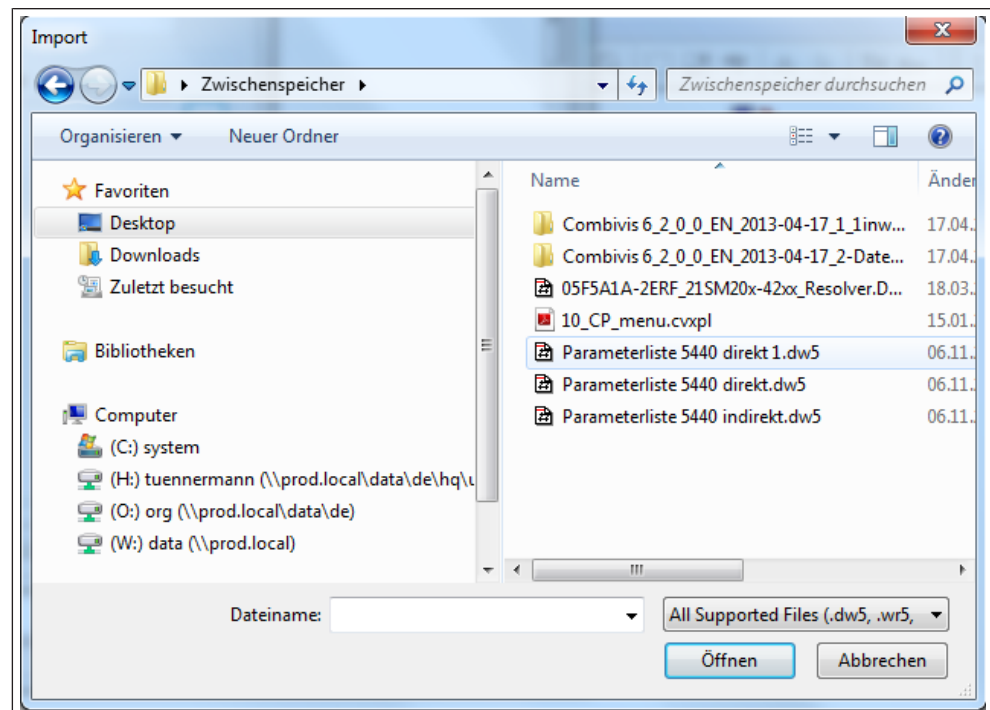 Import
Zwischenspeicher
Zwischenspeicher durchsuchen
Organisieren
Neuer Ordner
Favoriten
Desktop
Downloads
Zuletzt besucht
Bibliotheken
Computer
(C:) system
(H:) tuennermann (\\prod.local\data\de\hq\u
(O:) org (\\prod.local\data\de)
(W:) data (\\prod.local)
Name Änder
Combivis 6_2_0_0_EN_2013-04-17_1_1inw... 17.04.
Combivis 6_2_0_0_EN_2013-04-17_2-Date... 17.04.
05F5A1A-2ERF_21SM20x-42xx_Resolver.D... 18.03.
10_CP_menu.cvxpl 15.01.
Parameterliste 5440 direkt 1.dw5 06.11.
Parameterliste 5440 direkt.dw5 06.11.
Parameterliste 5440 indirekt.dw5 06.11.
Dateiname:
All Supported Files (.dw5, .wr5,
Öffnen
Abbrechen